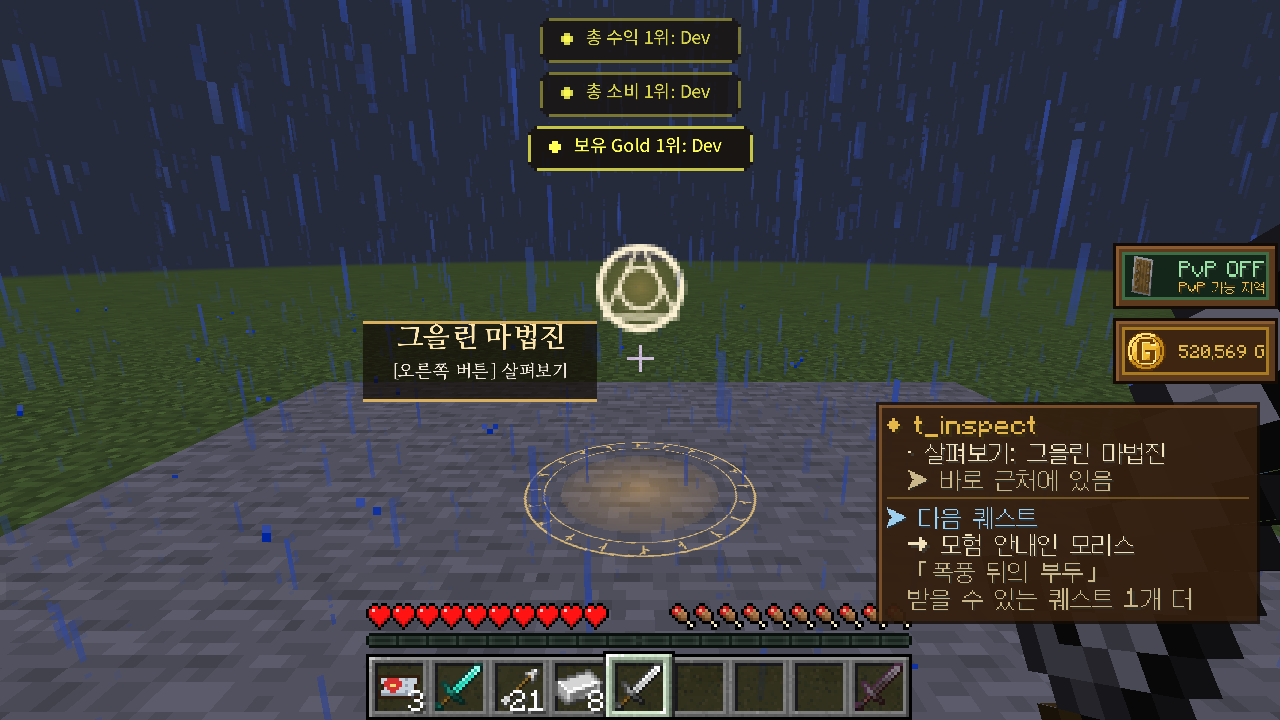 총 수익 1위: Dev
총 소비 1위: Dev
보유 Gold 1위: Dev
그을린 마법진
[오른쪽 버튼] 살펴보기
PvP OFF
PvP 가능 지역
G 520,569 G
t_inspect
· 살펴보기: 그을린 마법진
➤ 바로 근처에 있음
➤ 다음 퀘스트
→ 모험 안내인 모리스
「폭풍 뒤의 부두」
받을 수 있는 퀘스트 1개 더
3
21
8